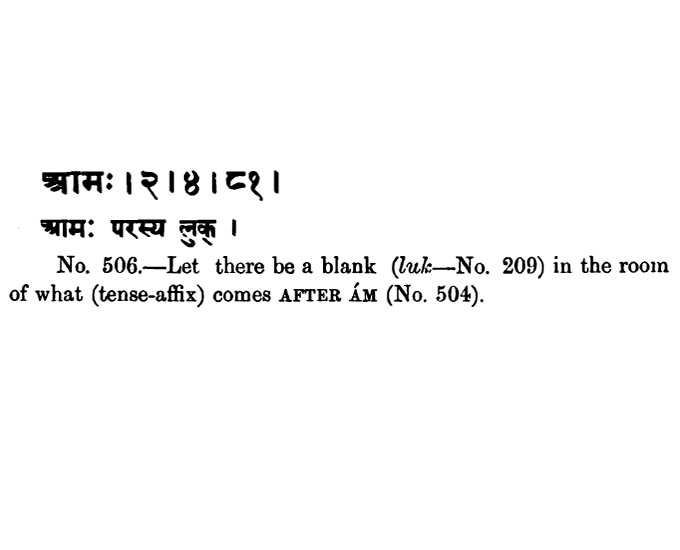 आमः । २ । ४ । ८१ ।
आमः परस्य लुक् ।
No. 506.—Let there be a blank (luk—No. 209) in the room
of what (tense-affix) comes AFTER ÁM (No. 504).